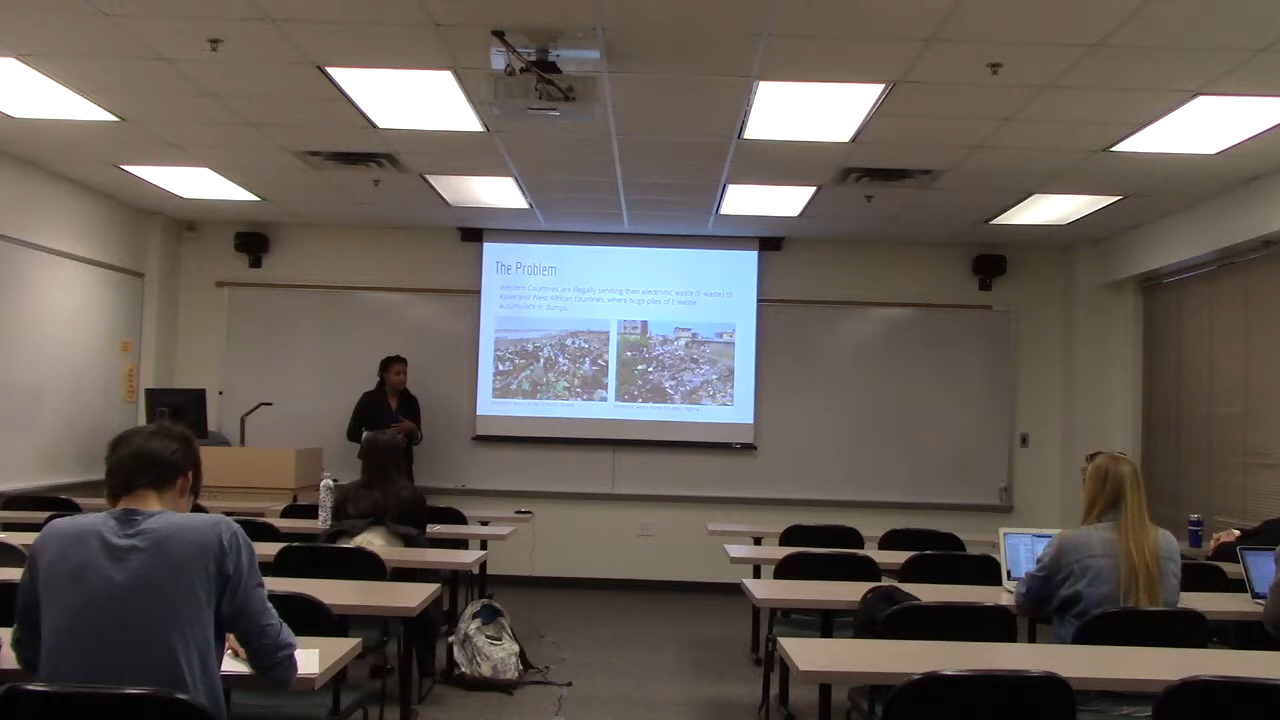 The Problem
Western Countries are illegally sending their electronic waste (E-waste) to
Asian and West African countries, where huge piles of E-waste
accumulate in dumps.